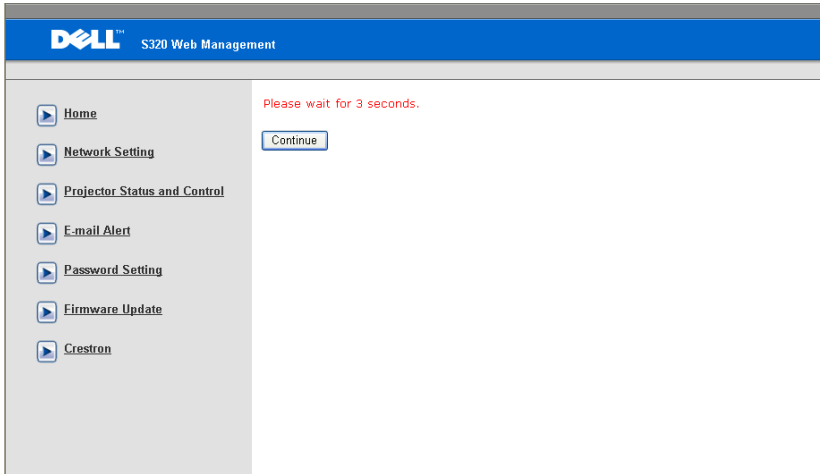 DELL™ S320 Web Management
Home
Network Setting
Projector Status and Control
E-mail Alert
Password Setting
Firmware Update
Crestron
Please wait for 3 seconds.
Continue